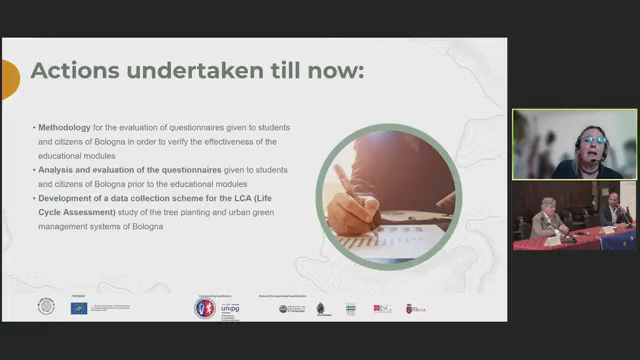 Actions undertaken till now:
• Methodology for the evaluation of questionnaires given to students
and citizens of Bologna in order to verify the effectiveness of the
educational modules
• Analysis and evaluation of the questionnaires given to students
and citizens of Bologna prior to the educational modules
• Development of a data collection scheme for the LCA (Life
Cycle Assessment) study of the tree planting and urban green
management systems of Bologna
unipg